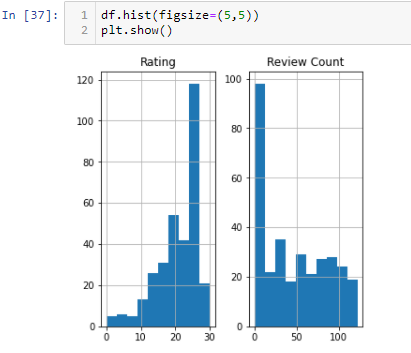 In [37]:
1 df.hist(figsize=(5,5))
2 plt.show()
Rating
Review Count
120
100
80
60
40
20
0
0 10 20 30
100
80
60
40
20
0
0 50 100